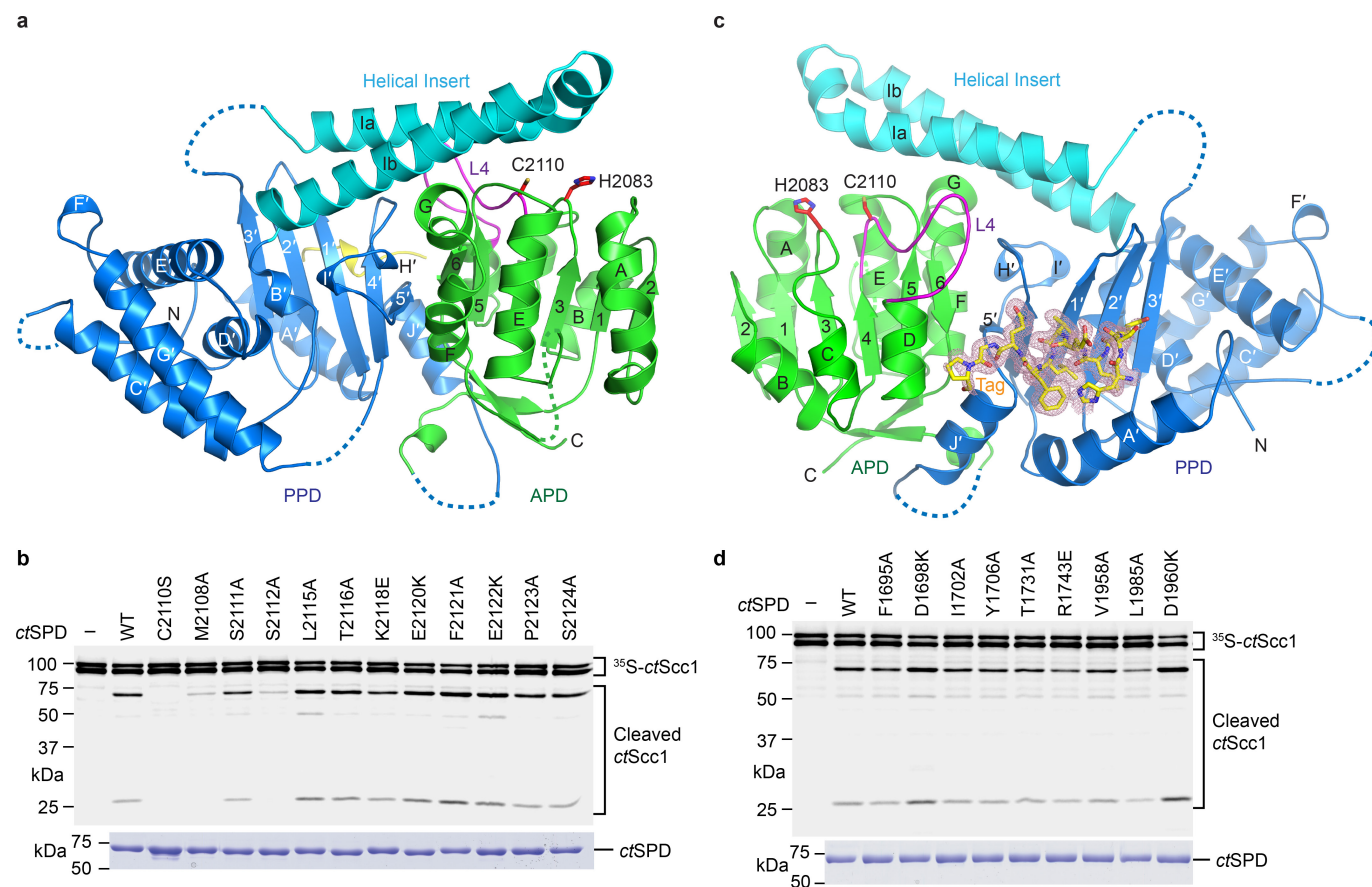 a
Helical Insert
Ia
Ib
L4
C2110
H2083
F′
G
3′
2′
1′
E′
H′
A
6
4′
B′
N
5
5′
3
B
1
2
E
D′
A′
J′
G′
F
C′
C
PPD
APD
c
Helical Insert
Ib
Ia
H2083
C2110
G
L4
F′
A
E
H′
I′
6
5
F
E′
G′
1′
2′
3′
5′
2
1
3
4
D
C
B
Tag
D′
C′
J′
A′
N
C
APD
PPD
b
ctSPD
–
WT
C2110S
M2108A
S2111A
S2112A
L2115A
T2116A
K2118E
E2120K
F2121A
E2122K
P2123A
S2124A
100
75
50
37
kDa
25
35S-ctScc1
Cleaved
ctScc1
75
kDa
50
ctSPD
d
ctSPD
–
WT
F1695A
D1698K
I1702A
Y1706A
T1731A
R1743E
V1958A
L1985A
D1960K
100
75
50
37
kDa
25
35S-ctScc1
Cleaved
ctScc1
75
kDa
50
ctSPD